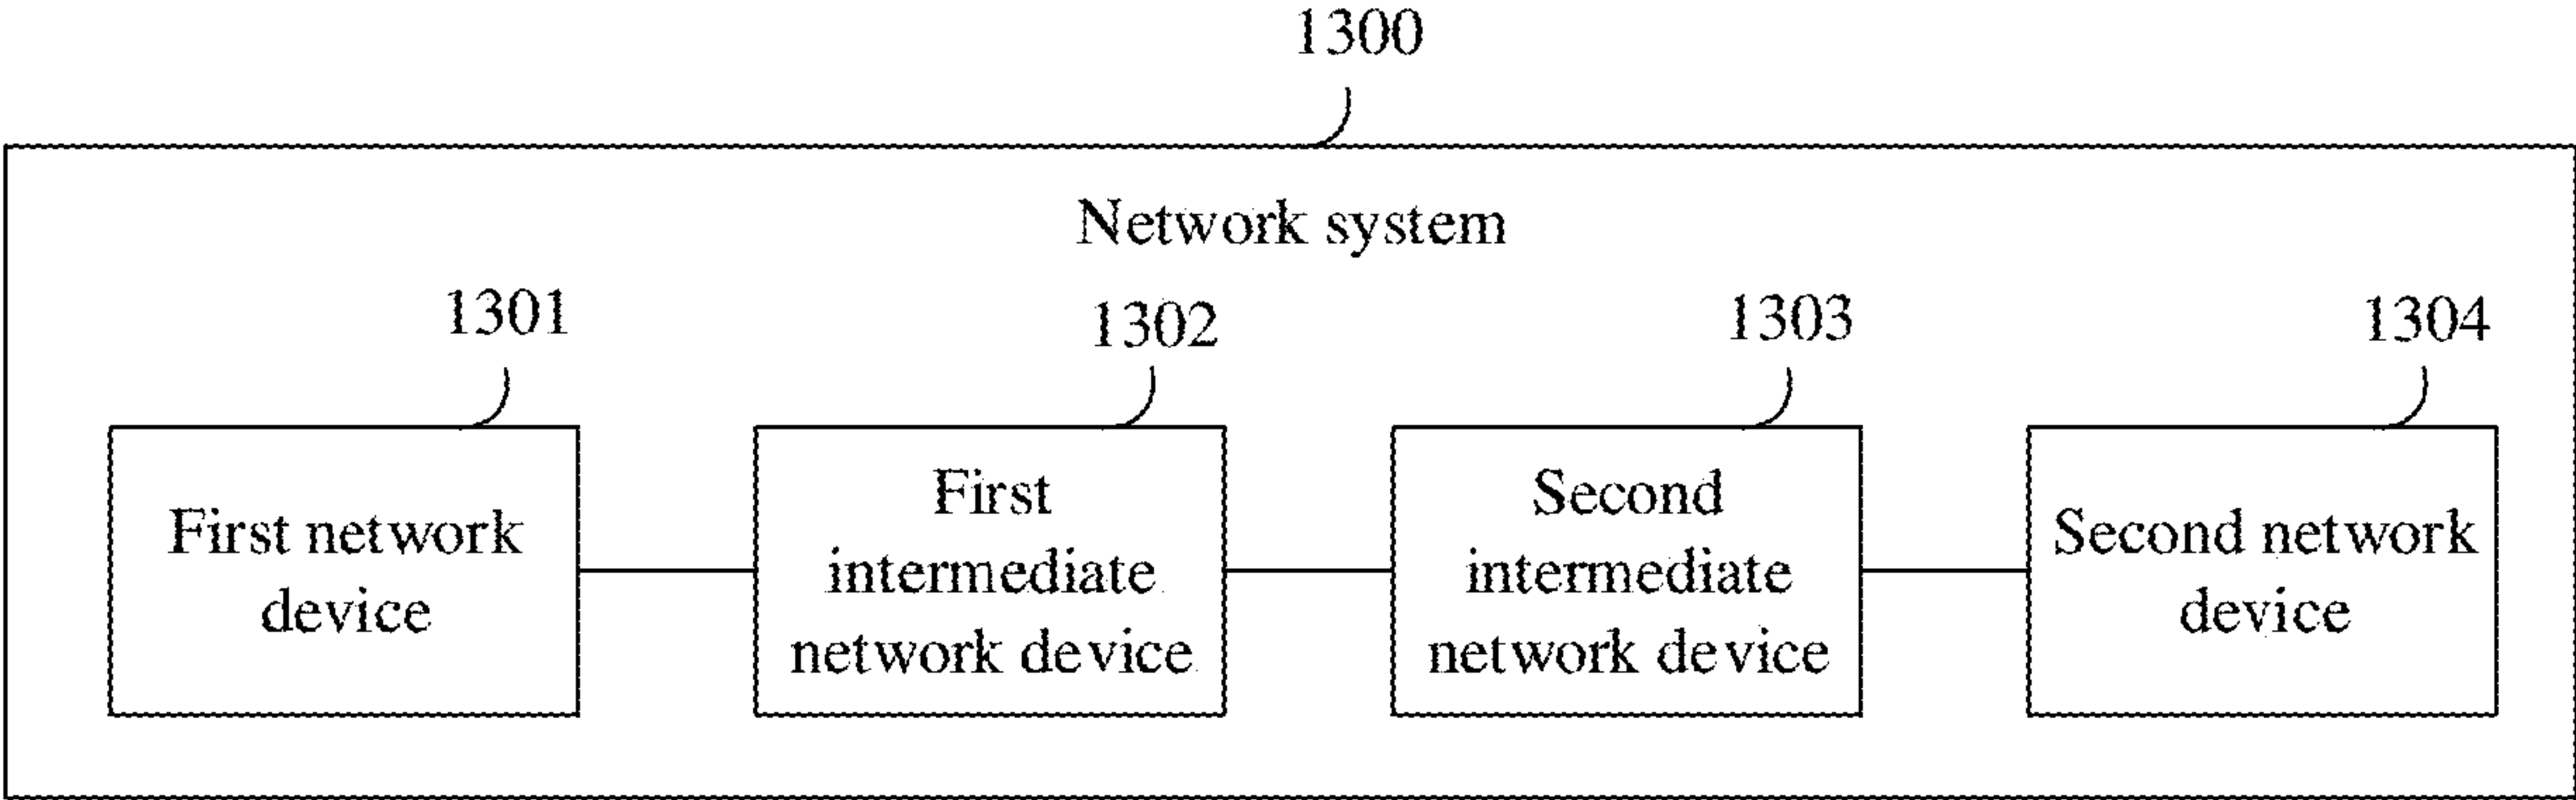 1300
Network system
1301
1302
1303
1304
First network
device
First
intermediate
network device
Second
intermediate
network device
Second network
device